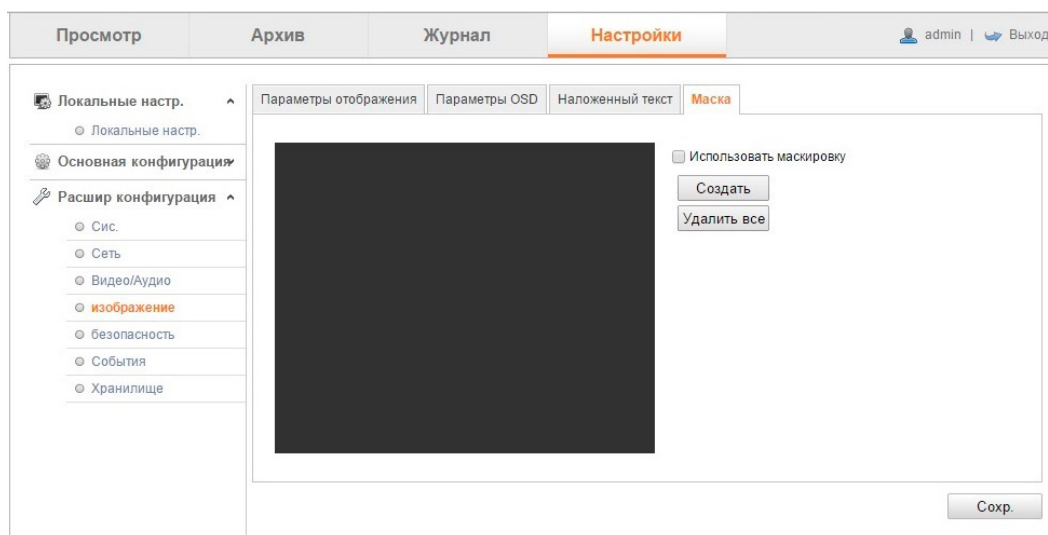 Просмотр Архив Журнал Настройки admin | Выход
Локальные настр.
Локальные настр.
Основная конфигурация
Расшир конфигурация
Сис.
Сеть
Видео/Аудио
изображение
безопасность
События
Хранилище
Параметры отображения Параметры OSD Наложенный текст Маска
Использовать маскировку
Создать
Удалить все
Сохр.